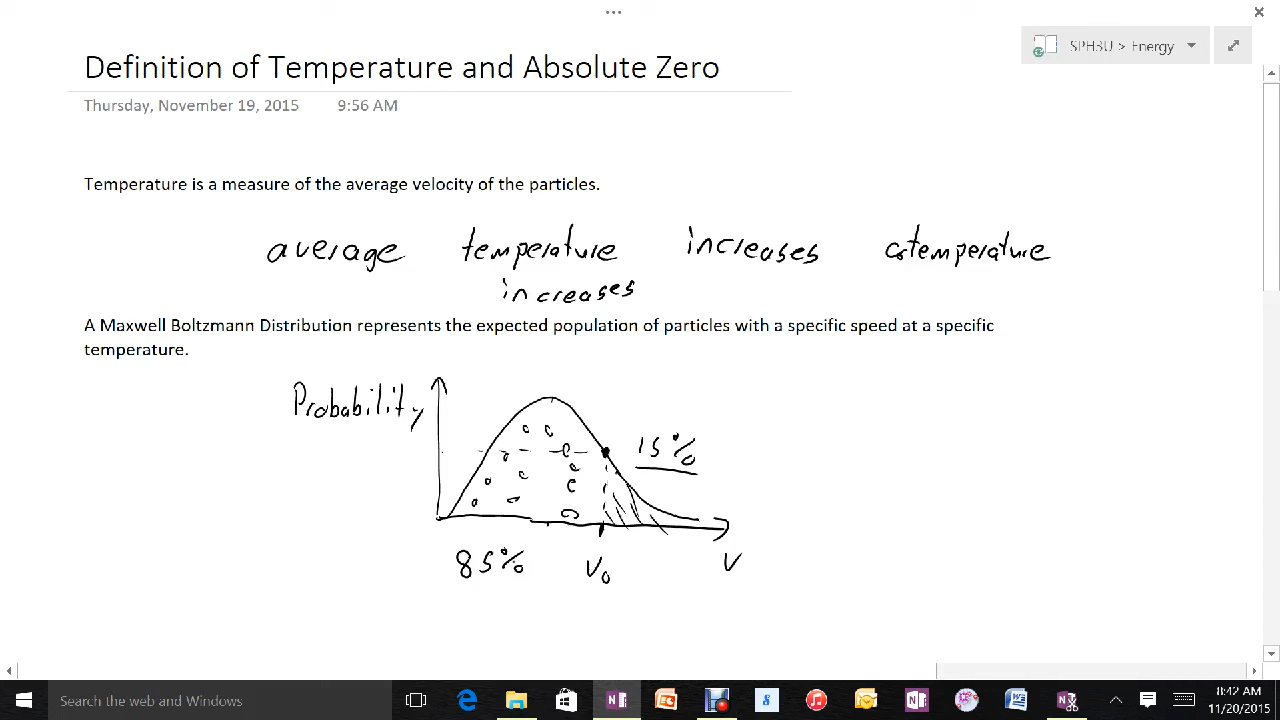 SPH3U > Energy
Definition of Temperature and Absolute Zero
Thursday, November 19, 2015 9:56 AM
Temperature is a measure of the average velocity of the particles.
average temperature increases temperature
increases
A Maxwell Boltzmann Distribution represents the expected population of particles with a specific speed at a specific
temperature.
Probability
15%
85% V0 V
Search the web and Windows
8:42 AM
11/20/2015